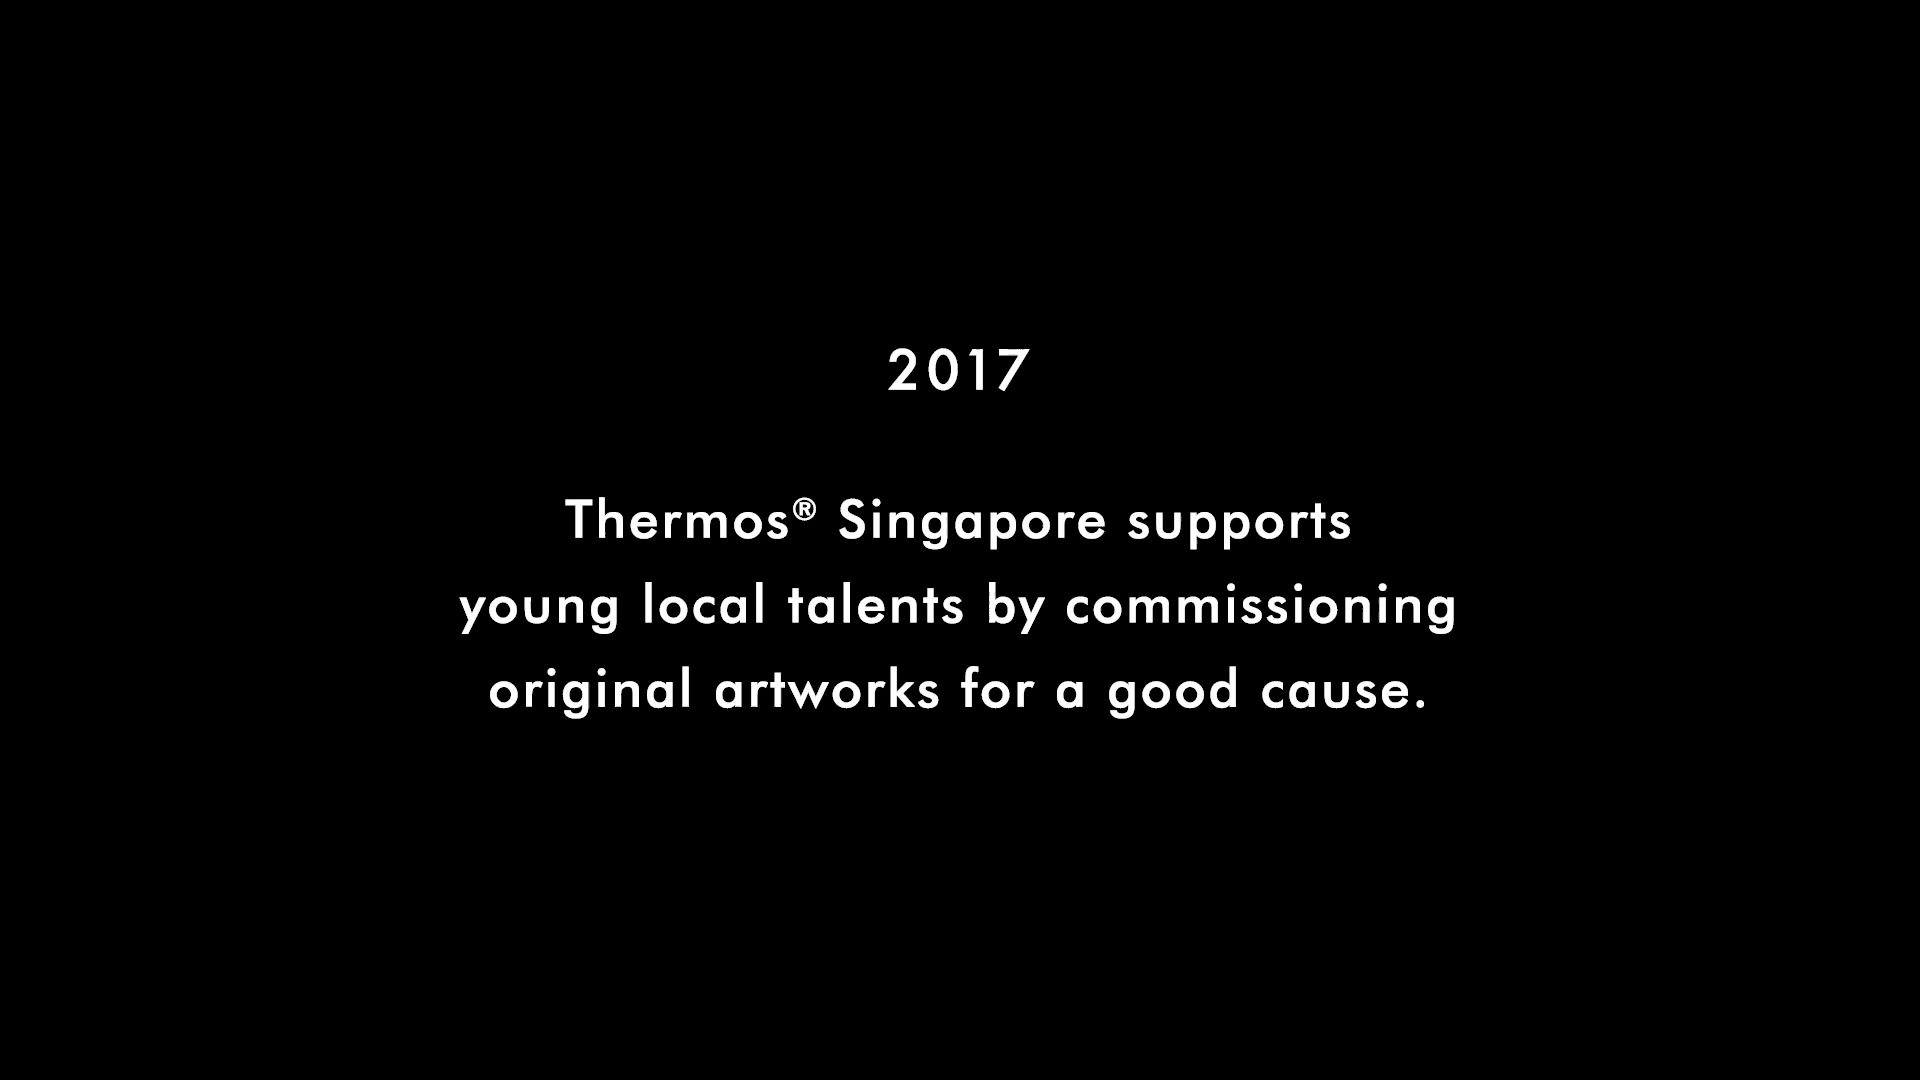 2017
Thermos® Singapore supports
young local talents by commissioning
original artworks for a good cause.